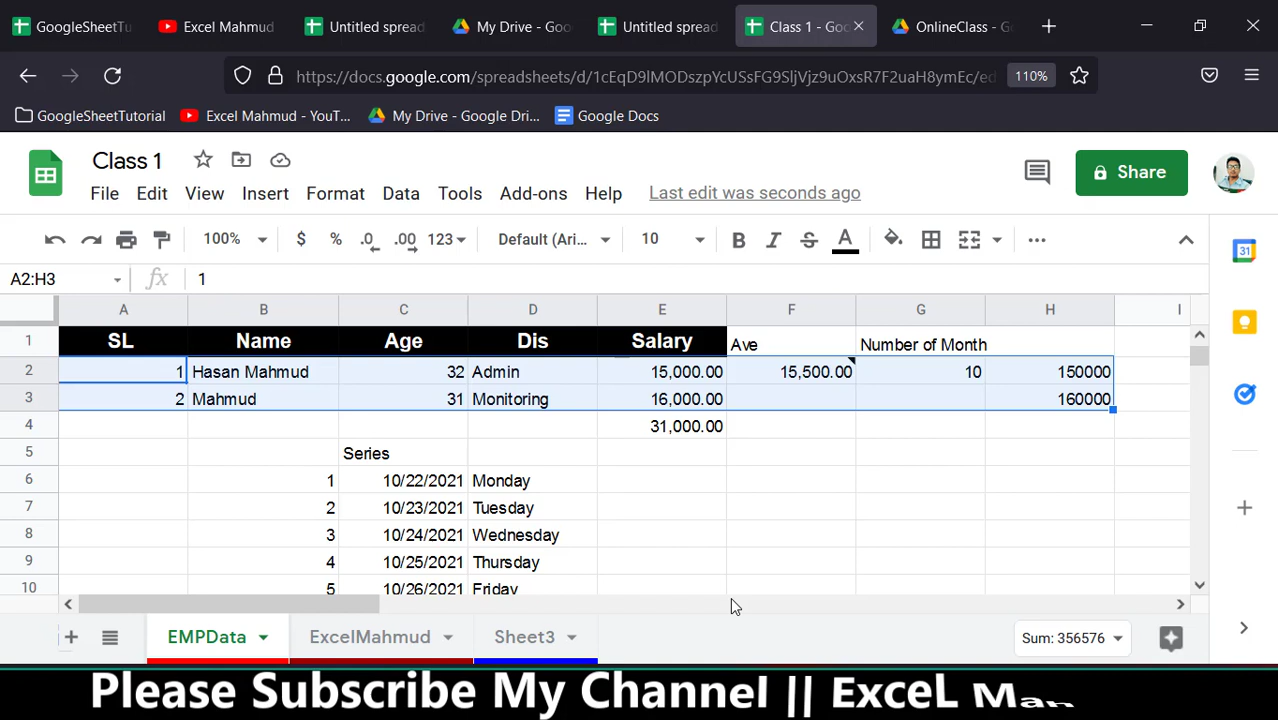 GoogleSheetTu
Excel Mahmud
Untitled spread
My Drive - Goo
Untitled spread
Class 1 - Goo
OnlineClass - G
https://docs.google.com/spreadsheets/d/1cEqD9lMODszpYcUSsFG9SljVjz9uOxsR7F2uaH8ymEc/ed
110%
GoogleSheetTutorial
Excel Mahmud - YouT...
My Drive - Google Dri...
Google Docs
Class 1
Share
File Edit View Insert Format Data Tools Add-ons Help Last edit was seconds ago
100% $ % .0 .00 123 Default (Ari... 10 B I S A
A2:H3 fx 1
A B C D E F G H I
1 SL Name Age Dis Salary Ave Number of Month
2 1 Hasan Mahmud 32 Admin 15,000.00 15,500.00 10 150000
3 2 Mahmud 31 Monitoring 16,000.00 160000
4 31,000.00
5 Series
6 1 10/22/2021 Monday
7 2 10/23/2021 Tuesday
8 3 10/24/2021 Wednesday
9 4 10/25/2021 Thursday
10 5 10/26/2021 Friday
EMPData ExcelMahmud Sheet3 Sum: 356576
Please Subscribe My Channel || ExceL Man